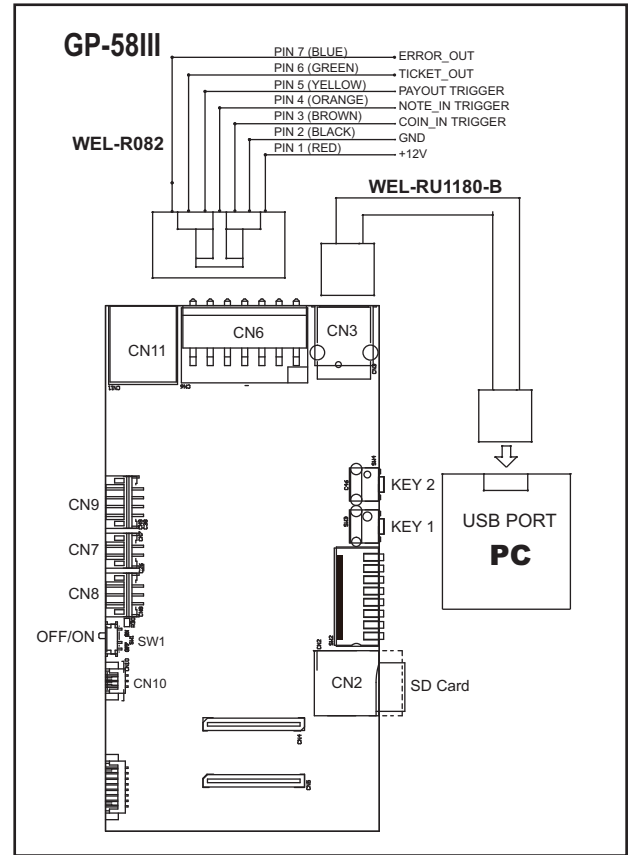 GP-58III
PIN 7 (BLUE) ERROR_OUT
PIN 6 (GREEN) TICKET_OUT
PIN 5 (YELLOW) PAYOUT TRIGGER
PIN 4 (ORANGE) NOTE_IN TRIGGER
PIN 3 (BROWN) COIN_IN TRIGGER
PIN 2 (BLACK) GND
PIN 1 (RED) +12V
WEL-R082
WEL-RU1180-B
CN11
CN6
CN3
KEY 2
KEY 1
USB PORT
PC
CN9
CN7
CN8
OFF/ON
SW1
CN10
CN2
SD Card